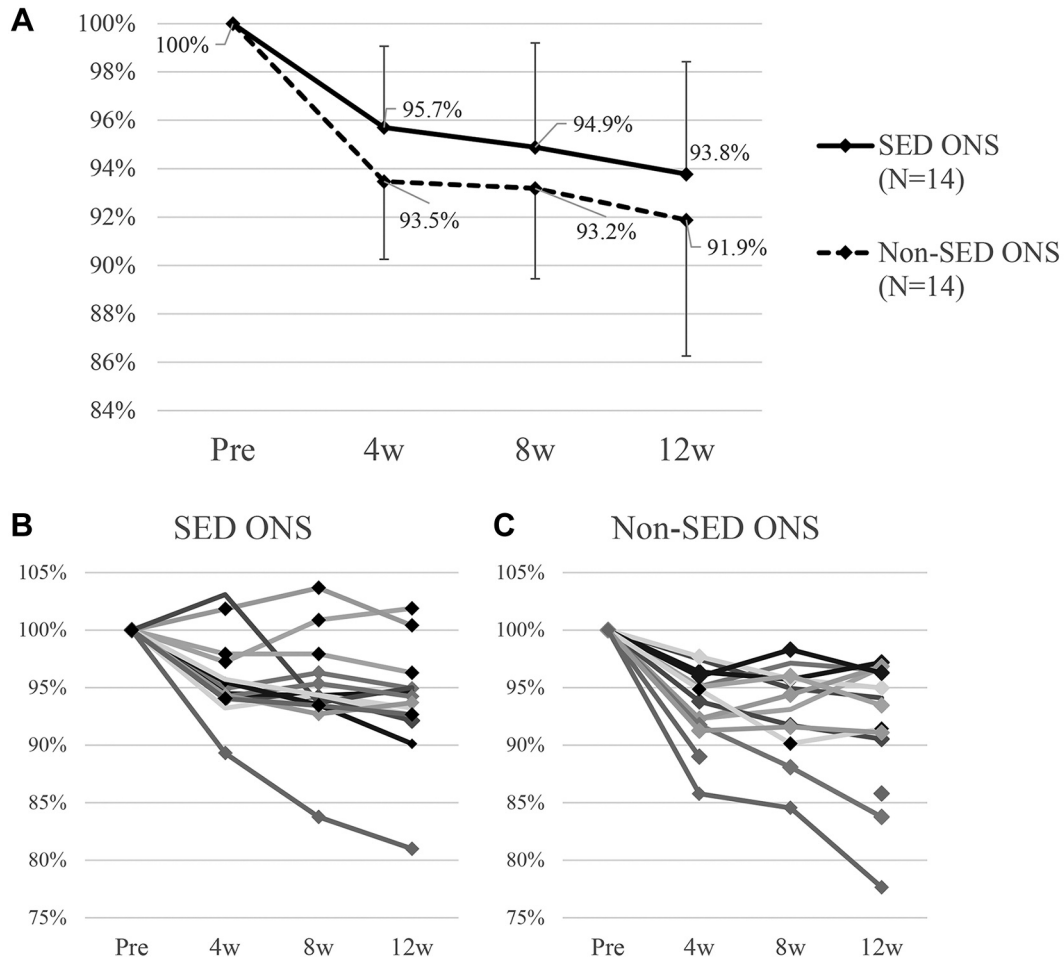 A
100%
98%
96%
94%
92%
90%
88%
86%
84%
100%
95.7%
94.9%
93.8%
93.5%
93.2%
91.9%
Pre 4w 8w 12w
SED ONS
(N=14)
Non-SED ONS
(N=14)
B
SED ONS
105%
100%
95%
90%
85%
80%
75%
Pre 4w 8w 12w
C
Non-SED ONS
105%
100%
95%
90%
85%
80%
75%
Pre 4w 8w 12w